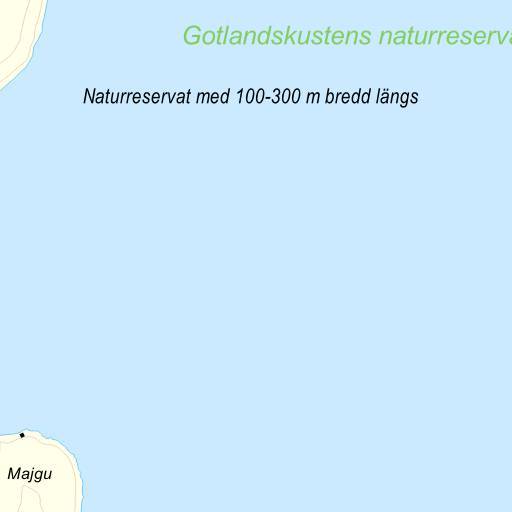 Gotlandskustens naturreserva
Naturreservat med 100-300 m bredd längs
Majgu